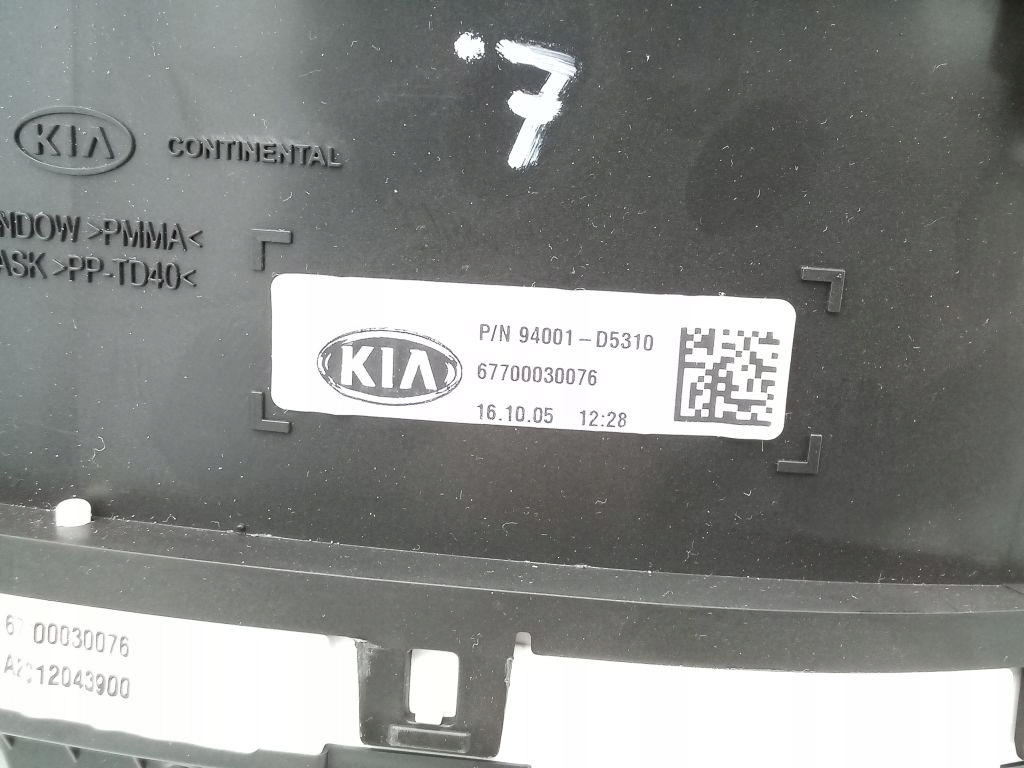 7
KIA
CONTINENTAL
NDOW >PMMA<
ASK >PP-TD40<
KIA
P/N 94001-D5310
67700030076
16.10.05 12:28
00030076
12043900